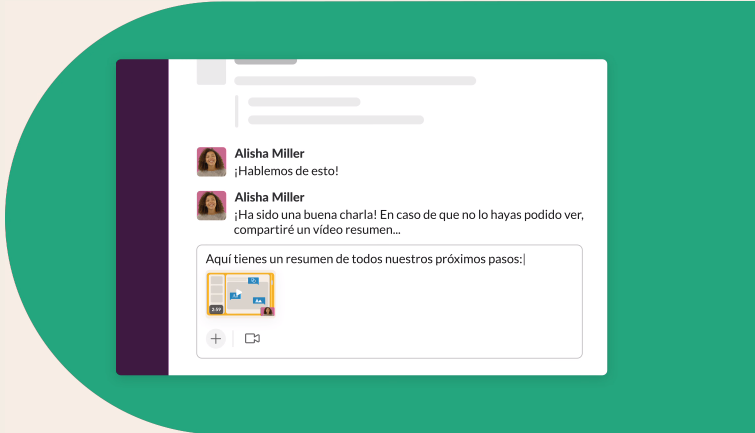 Alisha Miller
¡Hablemos de esto!
Alisha Miller
¡Ha sido una buena charla! En caso de que no lo hayas podido ver,
compartiré un vídeo resumen...
Aquí tienes un resumen de todos nuestros próximos pasos:
2:59